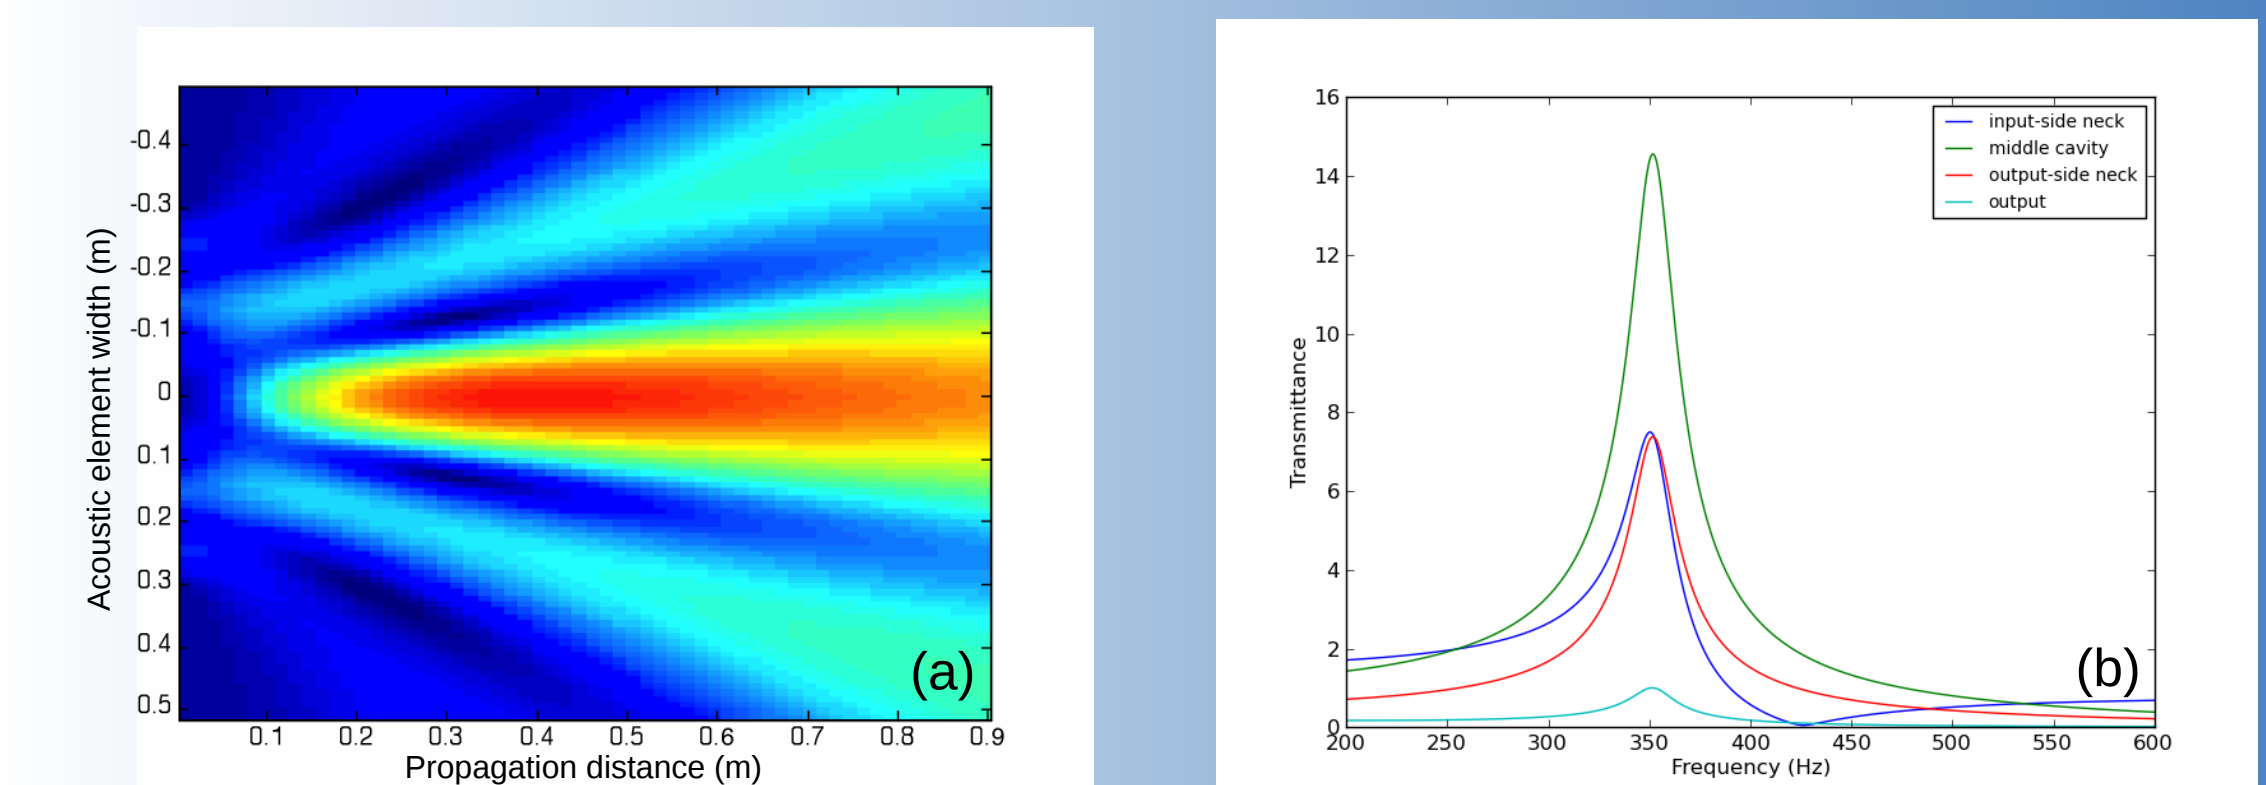 -0.4
-0.3
-0.2
-0.1
0
0.1
0.2
0.3
0.4
0.5
Acoustic element width (m)
0.1 0.2 0.3 0.4 0.5 0.6 0.7 0.8 0.9
Propagation distance (m)
(a)
16
14
12
10
8
6
4
2
0
Transmittance
input-side neck
middle cavity
output-side neck
output
(b)
200 250 300 350 400 450 500 550 600
Frequency (Hz)